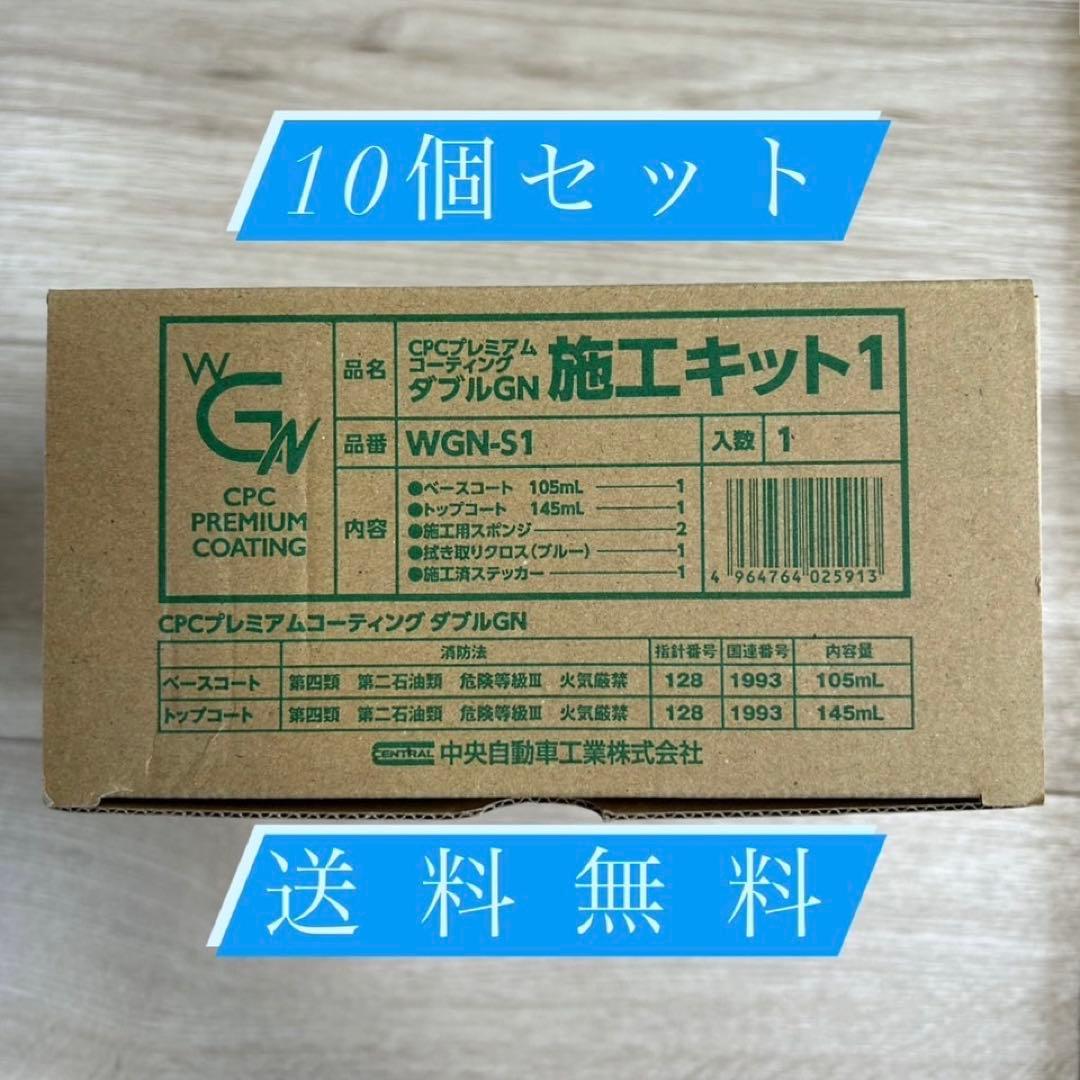 10個セット
WGN
CPC
PREMIUM
COATING
品名
CPCプレミアム
コーティング
ダブルGN
施工キット1
品番
WGN-S1
入数
1
内容
●ベースコート 105mL 1
●トップコート 145mL 1
●施工用スポンジ 2
●拭き取りクロス(ブルー) 1
●施工済ステッカー 1
4 964764 025913
CPCプレミアムコーティング ダブルGN
消防法 指針番号 国連番号 内容量
ベースコート 第四類 第二石油類 危険等級Ⅲ 火気厳禁 128 1993 105mL
トップコート 第四類 第二石油類 危険等級Ⅲ 火気厳禁 128 1993 145mL
CENTRAL 中央自動車工業株式会社
送料無料